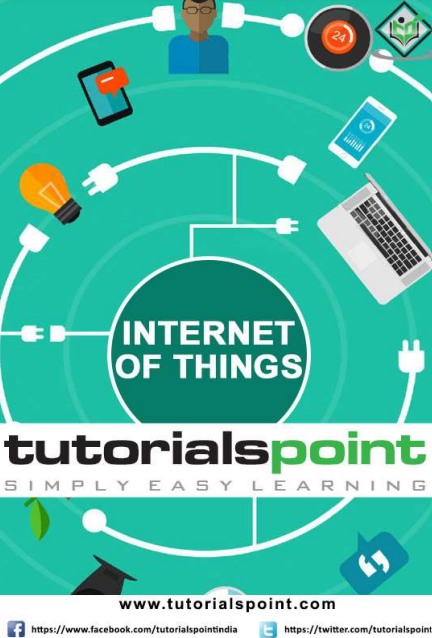 24
24
INTERNET
OF THINGS
tutorialspoint
SIMPLY EASY LEARNING
www.tutorialspoint.com
https://www.facebook.com/tutorialspointindia
https://twitter.com/tutorialspoint